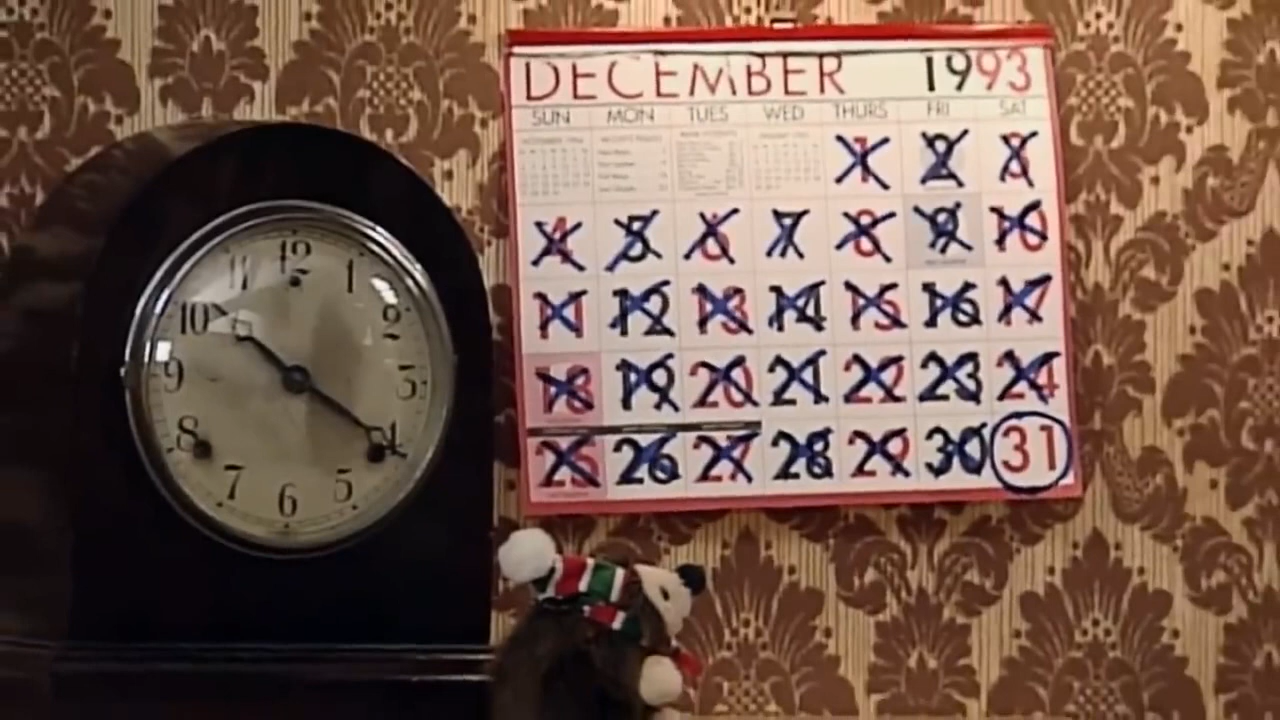 DECEMBER 1993
SUN MON TUES WED THURS FRI SAT
1 2 3
4 5 6 7 8 9 10
11 12 13 14 15 16 17
18 19 20 21 22 23 24
25 26 27 28 29 30 31
12
11 1
10 2
9 3
8 4
7 5
6